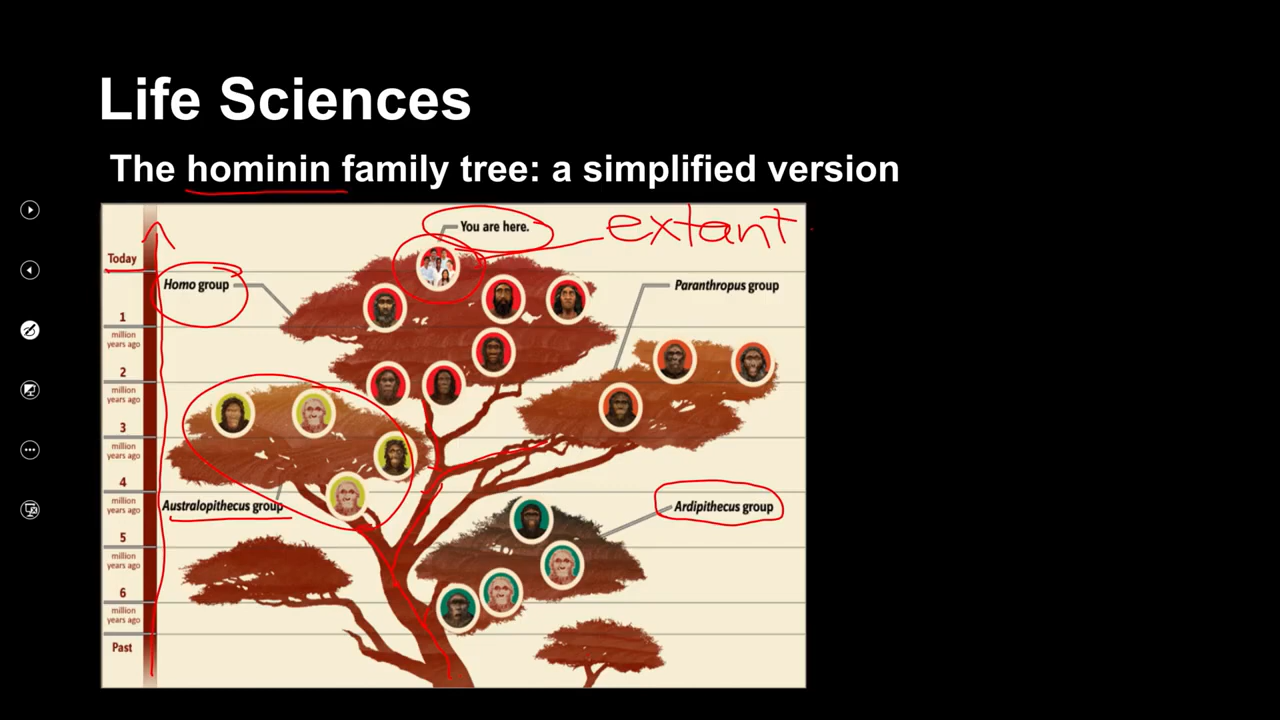 Life Sciences
The hominin family tree: a simplified version
You are here.
extant
Today
Homo group
Paranthropus group
1
million
years ago
2
million
years ago
3
million
years ago
4
million
years ago
Australopithecus group
Ardipithecus group
5
million
years ago
6
million
years ago
Past